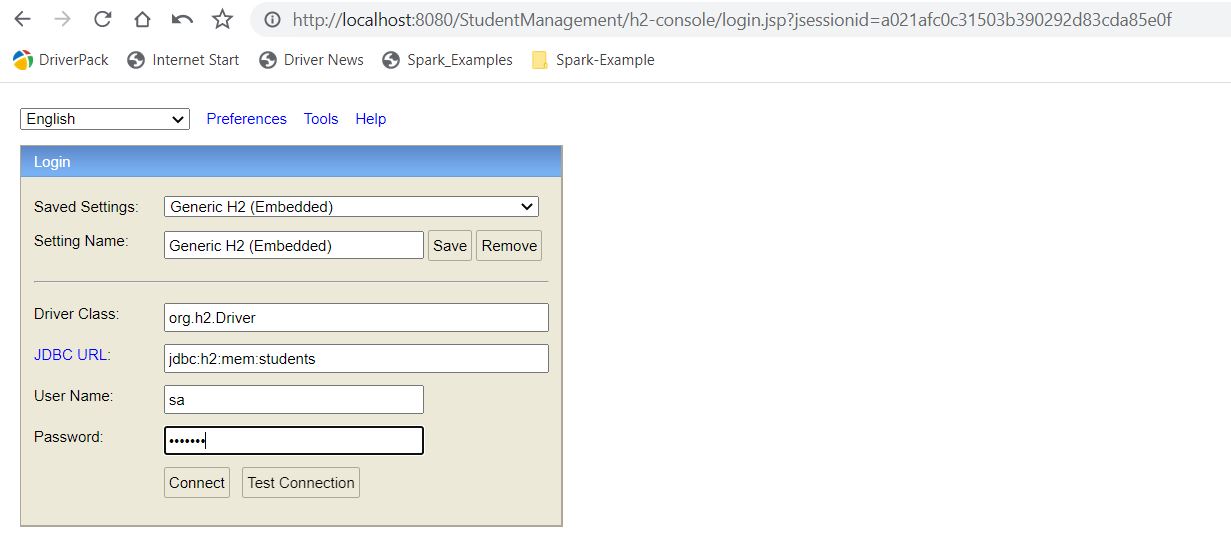 http://localhost:8080/StudentManagement/h2-console/login.jsp?jsessionid=a021afc0c31503b390292d83cda85e0f
DriverPack Internet Start Driver News Spark_Examples Spark-Example
English Preferences Tools Help
Login
Saved Settings: Generic H2 (Embedded)
Setting Name: Generic H2 (Embedded) Save Remove
Driver Class: org.h2.Driver
JDBC URL: jdbc:h2:mem:students
User Name: sa
Password: •••••••
Connect Test Connection